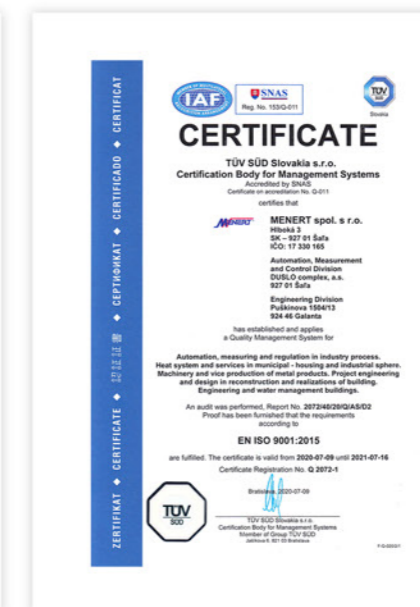 IAF
SNAS
Reg. No. 153/Q-011
TÜV
SÜD
Slovakia
CERTIFICATE
TÜV SÜD Slovakia s.r.o.
Certification Body for Management Systems
Accredited by SNAS
Certificate on accreditation No. Q-011
certifies that
MENERT
MENERT spol. s r.o.
Hlboká 3
SK – 927 01 Šaľa
IČO: 17 330 165
Automation, Measurement
and Control Division
DUSLO complex, a.s.
927 01 Šaľa
Engineering Division
Puškinova 1504/13
924 46 Galanta
has established and applies
a Quality Management System for
Automation, measuring and regulation in industry process.
Heat system and services in municipal - housing and industrial sphere.
Machinery and vice production of metal products. Project engineering
and design in reconstruction and realizations of building.
Engineering and water management buildings.
An audit was performed, Report No. 2072/40/20/Q/AS/D2
Proof has been furnished that the requirements
according to
EN ISO 9001:2015
are fulfilled. The certificate is valid from 2020-07-09 until 2021-07-16
Certificate Registration No. Q 2072-1
Bratislava, 2020-07-09
TÜV SÜD Slovakia s.r.o.
Certification Body for Management Systems
Member of Group TÜV SÜD
TÜV
SÜD
ZERTIFIKAT ◆ CERTIFICATE ◆ ◆ СЕРТИФИКАТ ◆ CERTIFICADO ◆ CERTIFICAT